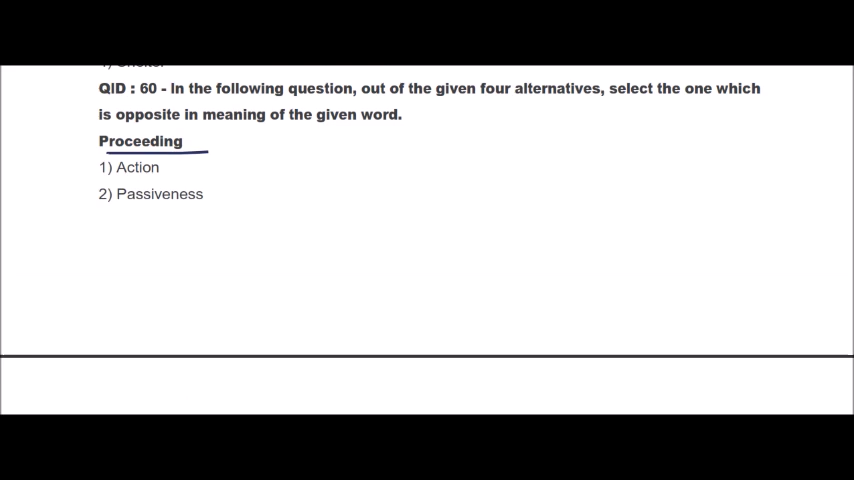 QID : 60 - In the following question, out of the given four alternatives, select the one which
is opposite in meaning of the given word.
Proceeding
1) Action
2) Passiveness